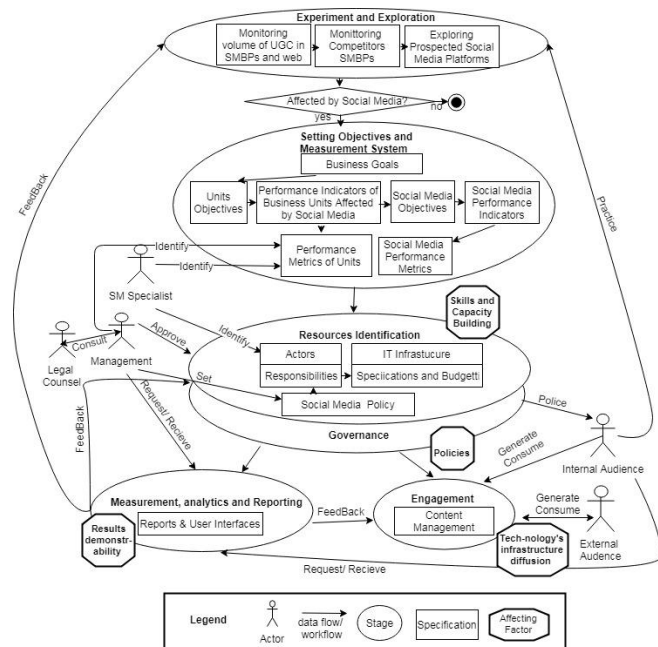 Experiment and Exploration
Monitoring
volume of UGC in
SMBPs and web
Monittoring
Competitors
SMBPs
Exploring
Prospected Social
Media Platforms
Affected by Social Media?
no
yes
Setting Objectives and
Measurement System
Business Goals
Units
Objectives
Performance Indicators of
Business Units Affected
by Social Media
Social Media
Objectives
Social Media
Performance
Indicators
Performance
Metrics of Units
Social Media
Performance
Metrics
FeedBack
Practice
Identify
Identify
SM Specialist
Skills and
Capacity
Building
Identify
Resources Identification
Actors
IT Infrastucure
Responsibilities
Speciications and Budgetti
Social Media Policy
Governance
Consult
Legal
Counsel
Management
Approve
Set
FeedBack
Request/ Recieve
Police
Policies
Generate
Consume
Internal Audience
Measurement, analytics and Reporting
Reports & User Interfaces
FeedBack
Engagement
Content
Management
Generate
Consume
External
Audence
Results
demonstr-
ability
Tech-nology's
infrastructure
diffusion
Request/ Recieve
Legend
Actor
data flow/
workflow
Stage
Specification
Affecting
Factor